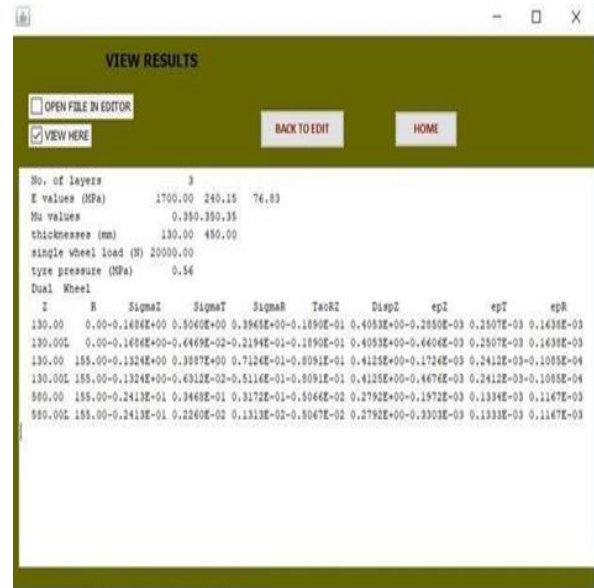 VIEW RESULTS
OPEN FILE IN EDITOR
VIEW HERE
BACK TO EDIT
HOME
No. of layers 3
E values (MPa) 1700.00 240.15 76.83
Mu values 0.350.350.35
thicknesses (mm) 130.00 450.00
single wheel load (N) 20000.00
tyre pressure (MPa) 0.56
Dual Wheel
Z R SigmaZ SigmaT SigmaR TaoRZ DispZ epZ epT epR
130.00 0.00-0.1686E+00 0.5060E+00 0.3965E+00-0.1890E-01 0.4053E+00-0.2850E-03 0.2507E-03 0.1638E-03
130.00L 0.00-0.1686E+00-0.6469E-02-0.2194E-01-0.1890E-01 0.4053E+00-0.6606E-03 0.2507E-03 0.1638E-03
130.00 155.00-0.1324E+00 0.3887E+00 0.7126E-01-0.8091E-01 0.4125E+00-0.1726E-03 0.2412E-03-0.1085E-04
130.00L 155.00-0.1324E+00-0.6312E-02-0.5116E-01-0.8091E-01 0.4125E+00-0.4676E-03 0.2412E-03-0.1085E-04
580.00 155.00-0.2413E-01 0.3468E-01 0.3172E-01-0.5066E-02 0.2792E+00-0.1972E-03 0.1334E-03 0.1167E-03
580.00L 155.00-0.2413E-01 0.2260E-02 0.1313E-02-0.5067E-02 0.2792E+00-0.3303E-03 0.1333E-03 0.1167E-03